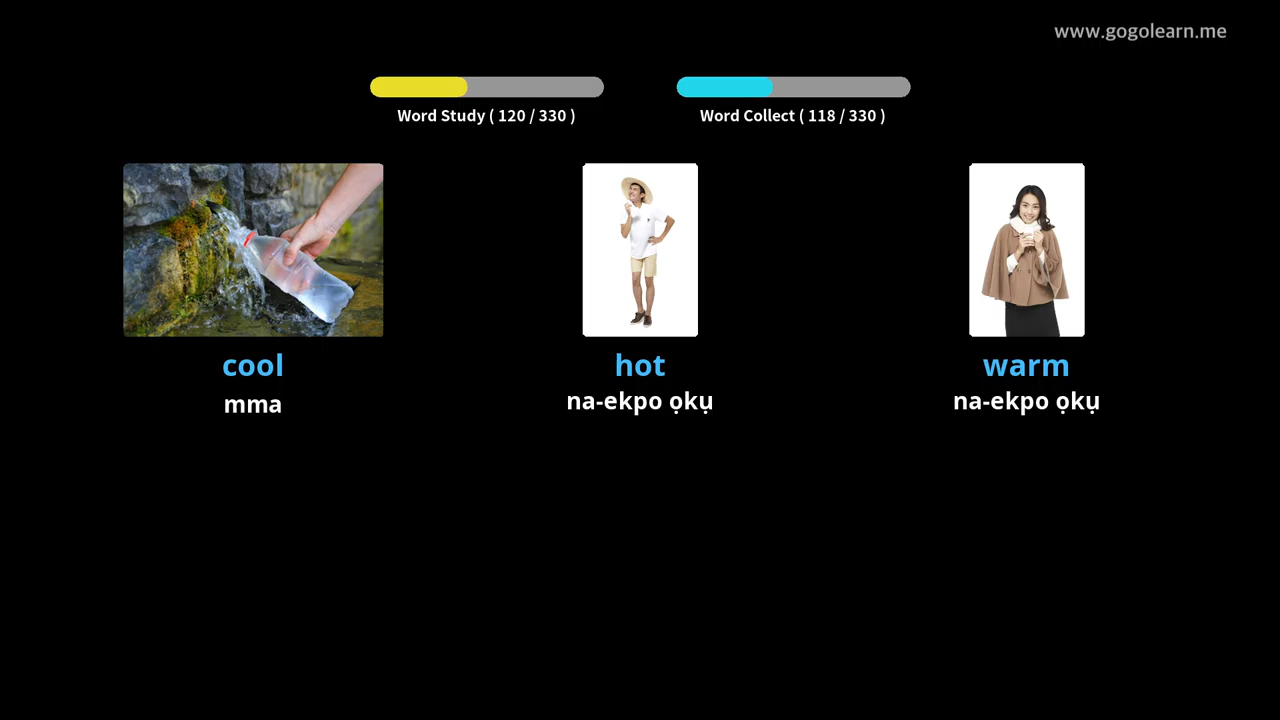 www.gogolearn.me
Word Study ( 120 / 330 )
Word Collect ( 118 / 330 )
cool
hot
warm
mma
na-ekpo ọkụ
na-ekpo ọkụ